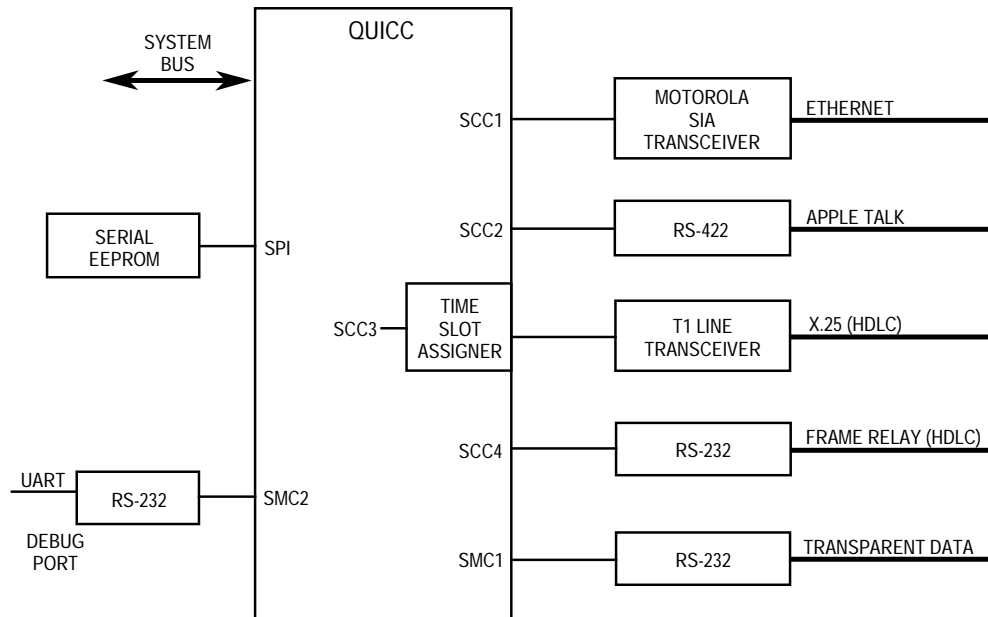 QUICC
SYSTEM
BUS
SCC1
MOTOROLA
SIA
TRANSCEIVER
ETHERNET
SCC2
RS-422
APPLE TALK
SERIAL
EEPROM
SPI
SCC3
TIME
SLOT
ASSIGNER
T1 LINE
TRANSCEIVER
X.25 (HDLC)
SCC4
RS-232
FRAME RELAY (HDLC)
UART
RS-232
SMC2
DEBUG
PORT
SMC1
RS-232
TRANSPARENT DATA